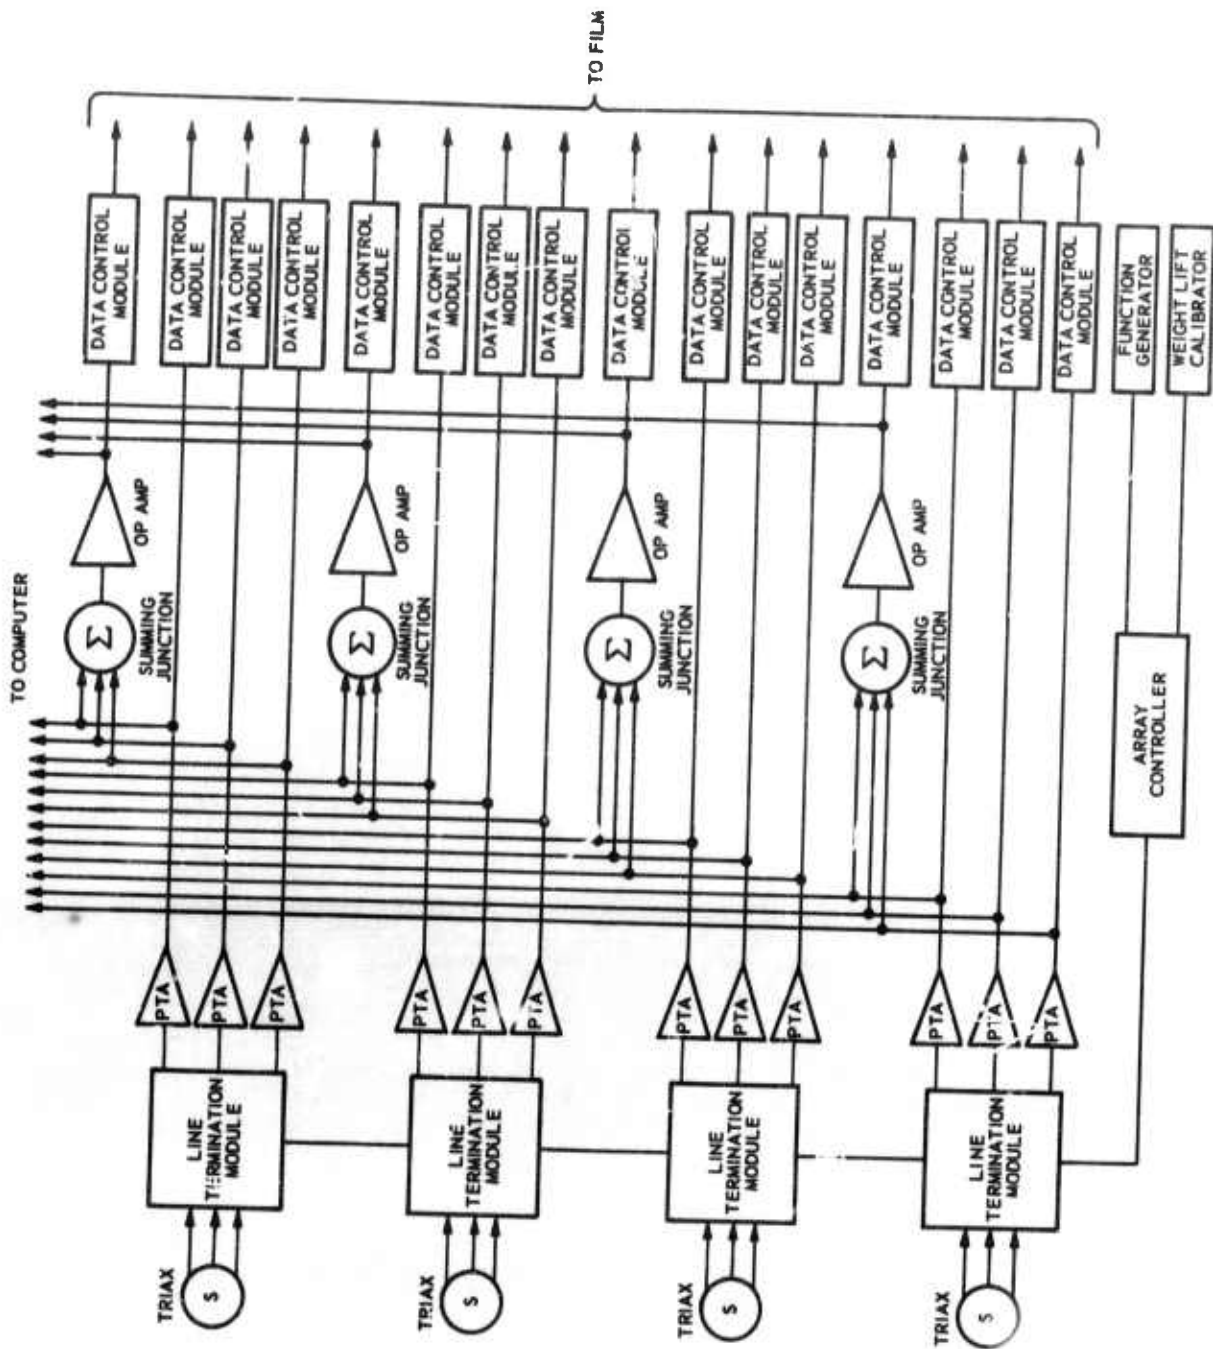 TO COMPUTER
TO FILM
TRIAX
S
LINE
TERMINATION
MODULE
PTA
PTA
PTA
Σ
SUMMING
JUNCTION
OP AMP
DATA CONTROL
MODULE
DATA CONTROL
MODULE
DATA CONTROL
MODULE
DATA CONTROL
MODULE
TRIAX
S
LINE
TERMINATION
MODULE
PTA
PTA
PTA
Σ
SUMMING
JUNCTION
OP AMP
DATA CONTROL
MODULE
DATA CONTROL
MODULE
DATA CONTROL
MODULE
DATA CONTROL
MODULE
TRIAX
S
LINE
TERMINATION
MODULE
PTA
PTA
PTA
Σ
SUMMING
JUNCTION
OP AMP
DATA CONTROL
MODULE
DATA CONTROL
MODULE
DATA CONTROL
MODULE
DATA CONTROL
MODULE
TRIAX
S
LINE
TERMINATION
MODULE
PTA
PTA
PTA
Σ
SUMMING
JUNCTION
OP AMP
DATA CONTROL
MODULE
DATA CONTROL
MODULE
DATA CONTROL
MODULE
DATA CONTROL
MODULE
ARRAY
CONTROLLER
FUNCTION
GENERATOR
WEIGHT LIFT
CALIBRATOR